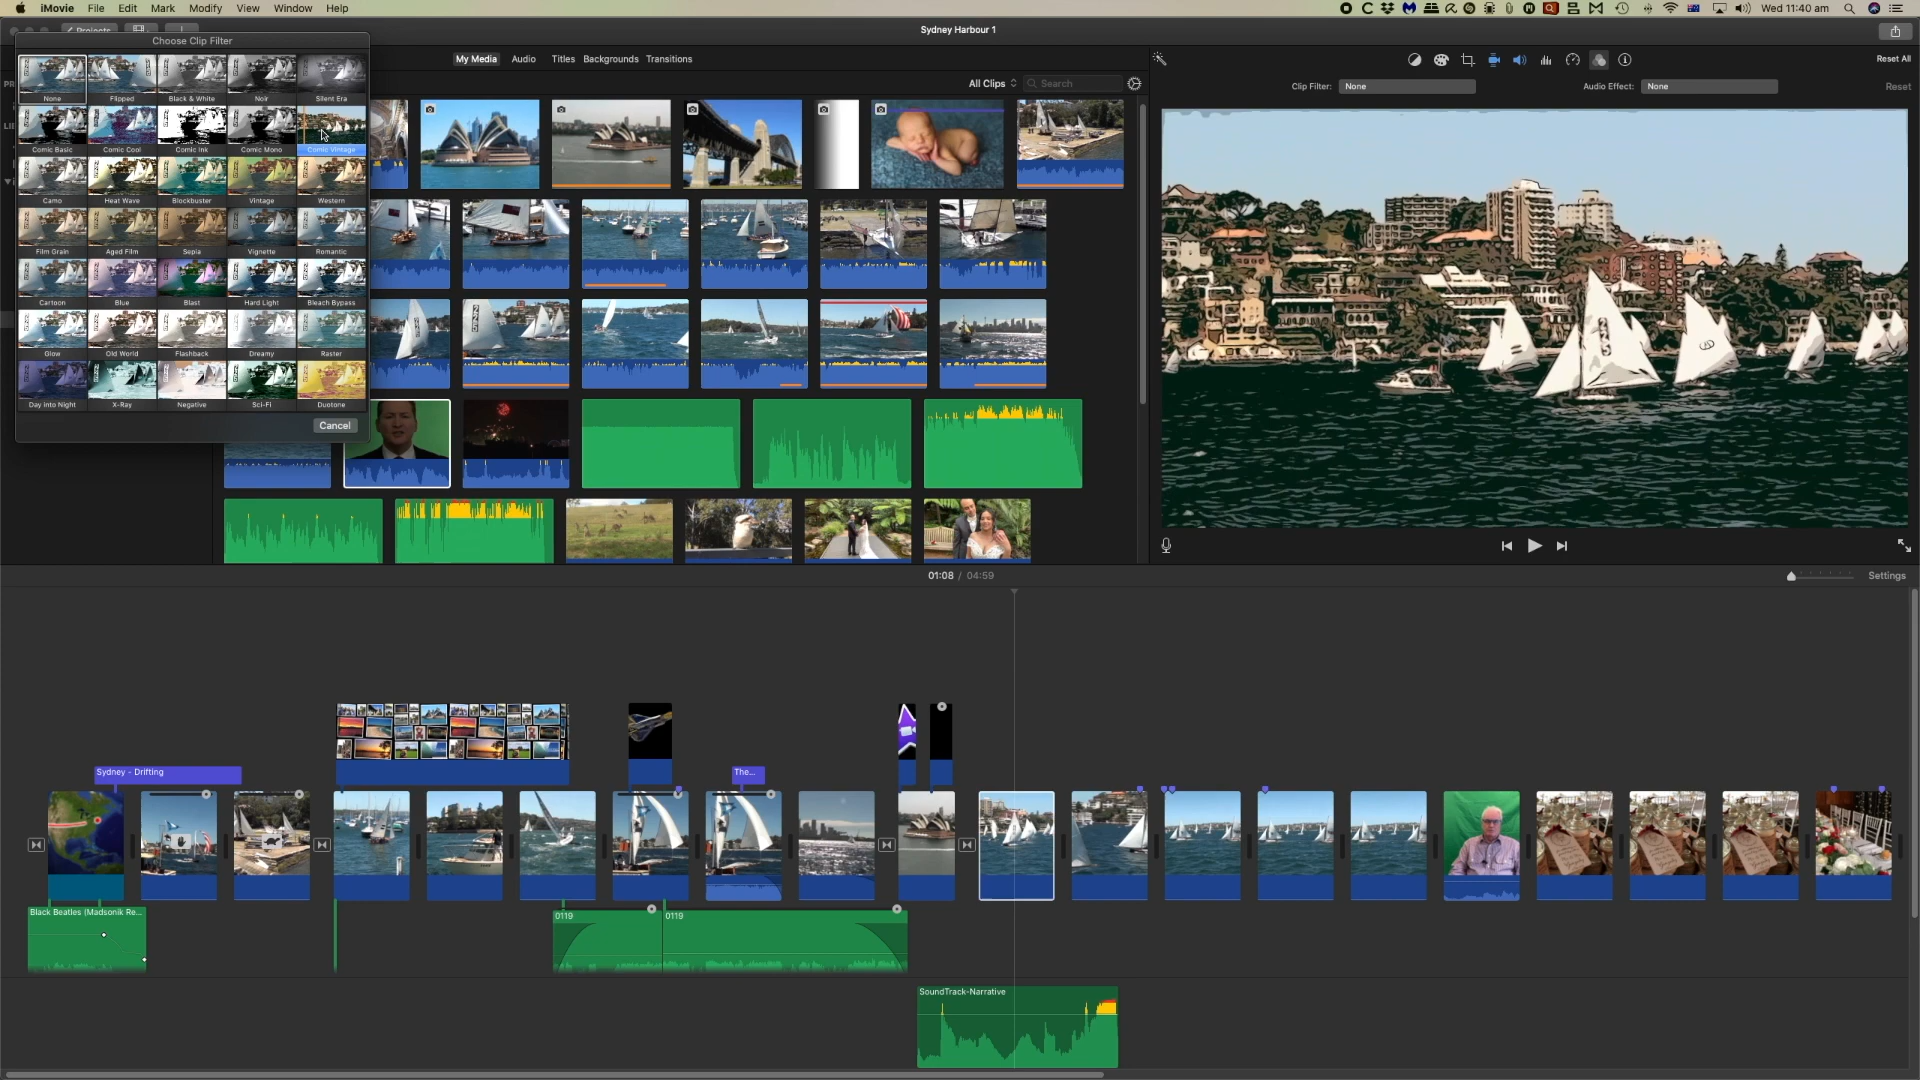 iMovie File Edit Mark Modify View Window Help
Wed 11:40 am
Projects
Sydney Harbour 1
Choose Clip Filter
None Flipped Black & White Noir Silent Era
Comic Basic Comic Cool Comic Ink Comic Mono Comic Vintage
Camo Heat Wave Blockbuster Vintage Western
Film Grain Aged Film Sepia Vignette Romantic
Cartoon Blue Blast Hard Light Bleach Bypass
Glow Old World Flashback Dreamy Raster
Day into Night X-Ray Negative Sci-Fi Duotone
Cancel
My Media Audio Titles Backgrounds Transitions
All Clips Search
Reset All
Clip Filter: None Audio Effect: None Reset
01:08 / 04:59
Settings
Sydney - Drifting
The...
Black Beatles (Madsonik Re...
0119
0119
SoundTrack-Narrative